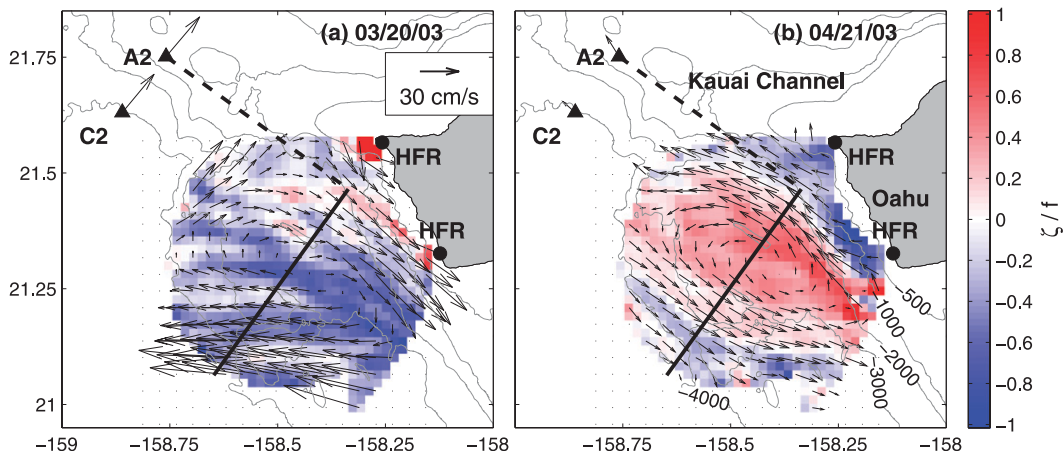 (a) 03/20/03
(b) 04/21/03
1
21.75
A2
A2
Kauai Channel
0.8
30 cm/s
0.6
C2
C2
0.4
HFR
HFR
21.5
0.2
Oahu
0
ζ / f
HFR
HFR
−0.2
21.25
500
−0.4
1000
−2000
−0.6
−3000
−4000
−0.8
21
−1
−159
−158.75
−158.5
−158.25
−158
−158.75
−158.5
−158.25
−158